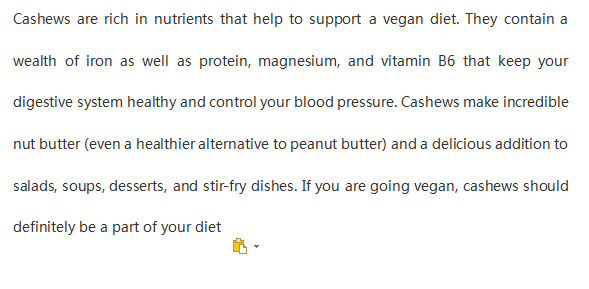 Cashews are rich in nutrients that help to support a vegan diet. They contain a
wealth of iron as well as protein, magnesium, and vitamin B6 that keep your
digestive system healthy and control your blood pressure. Cashews make incredible
nut butter (even a healthier alternative to peanut butter) and a delicious addition to
salads, soups, desserts, and stir-fry dishes. If you are going vegan, cashews should
definitely be a part of your diet